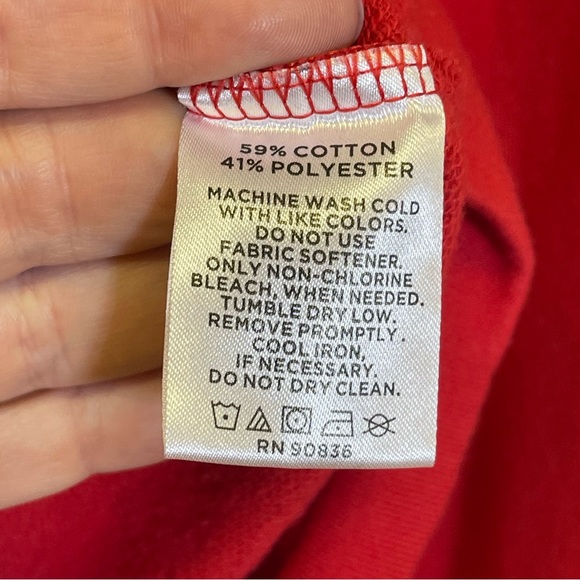 59% COTTON
41% POLYESTER
MACHINE WASH COLD
WITH LIKE COLORS.
DO NOT USE
FABRIC SOFTENER.
ONLY NON-CHLORINE
BLEACH, WHEN NEEDED.
TUMBLE DRY LOW.
REMOVE PROMPTLY.
COOL IRON,
IF NECESSARY.
DO NOT DRY CLEAN.
RN 90836